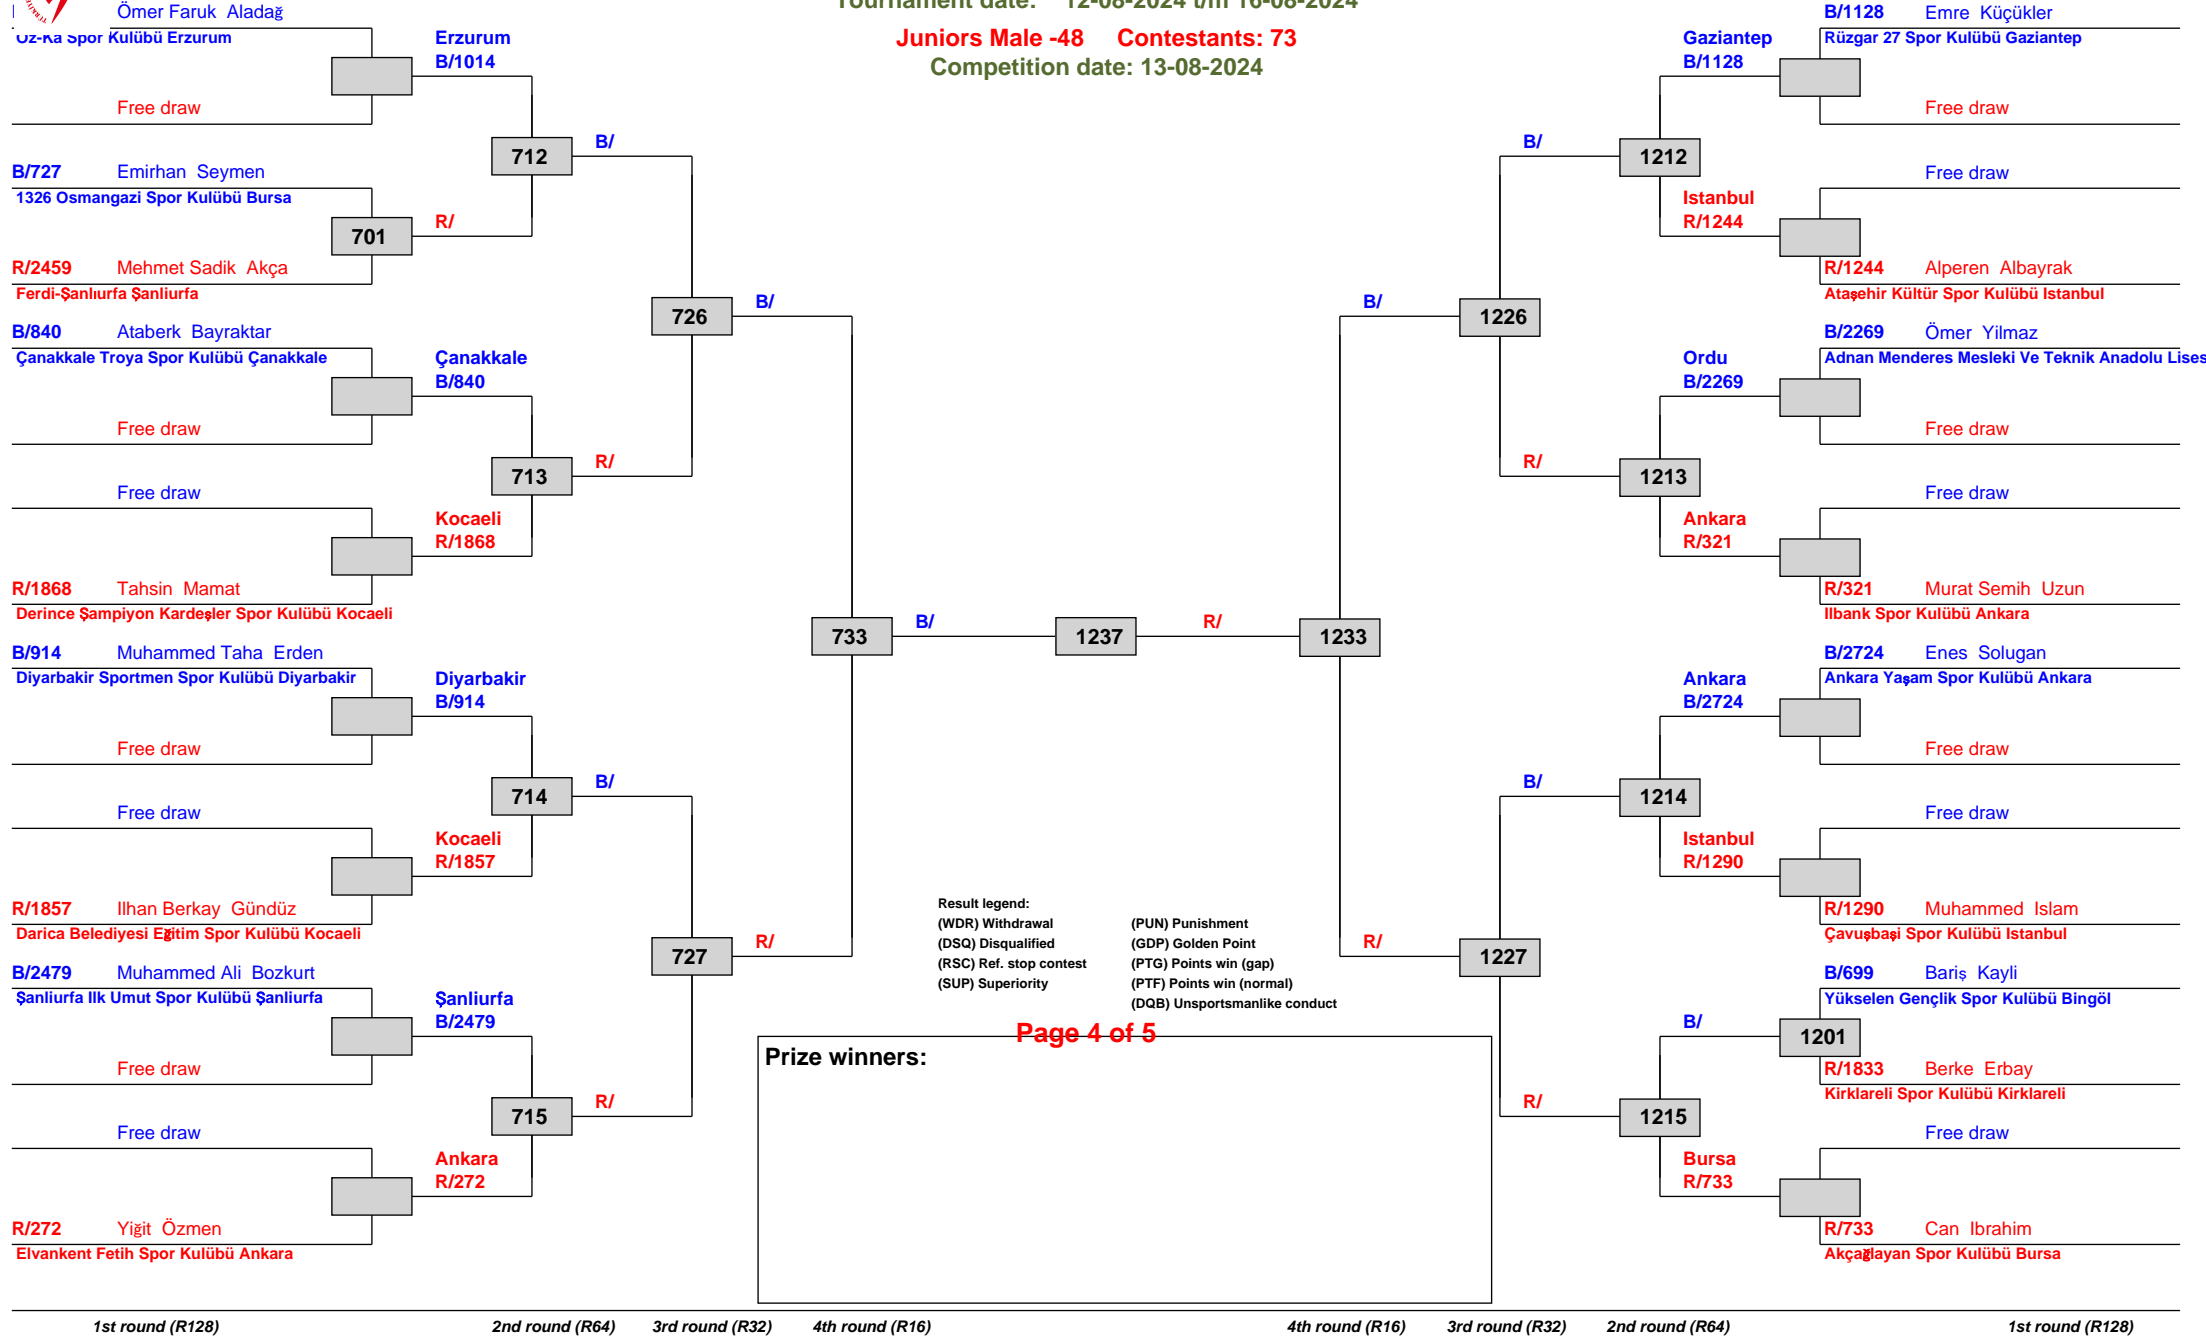 Tournament date: 12-08-2024 t/m 16-08-2024
Juniors Male -48 Contestants: 73
Competition date: 13-08-2024
Ömer Faruk Aladağ
Öz-Ka Spor Kulübü Erzurum
Free draw
Erzurum
B/1014
B/727 Emirhan Seymen
1326 Osmangazi Spor Kulübü Bursa
701
R/
R/2459 Mehmet Sadik Akça
Ferdi-Şanlıurfa Şanliurfa
712
B/
B/840 Ataberk Bayraktar
Çanakkale Troya Spor Kulübü Çanakkale
Free draw
Çanakkale
B/840
Free draw
R/1868 Tahsin Mamat
Derince Şampiyon Kardeşler Spor Kulübü Kocaeli
Kocaeli
R/1868
713
R/
726
B/
B/914 Muhammed Taha Erden
Diyarbakir Sportmen Spor Kulübü Diyarbakir
Free draw
Diyarbakir
B/914
Free draw
R/1857 Ilhan Berkay Gündüz
Darica Belediyesi Eğitim Spor Kulübü Kocaeli
Kocaeli
R/1857
714
B/
B/2479 Muhammed Ali Bozkurt
Şanliurfa Ilk Umut Spor Kulübü Şanliurfa
Free draw
Şanliurfa
B/2479
Free draw
R/272 Yiğit Özmen
Elvankent Fetih Spor Kulübü Ankara
Ankara
R/272
715
R/
727
R/
733
B/
1237
R/
1233
B/
1226
B/
1212
Gaziantep
B/1128
B/1128 Emre Küçükler
Rüzgar 27 Spor Kulübü Gaziantep
Free draw
Free draw
Istanbul
R/1244
R/1244 Alperen Albayrak
Ataşehir Kültür Spor Kulübü Istanbul
R/
1213
Ordu
B/2269
B/2269 Ömer Yilmaz
Adnan Menderes Mesleki Ve Teknik Anadolu Lises
Free draw
Free draw
Ankara
R/321
R/321 Murat Semih Uzun
Ilbank Spor Kulübü Ankara
R/
1227
B/
1214
Ankara
B/2724
B/2724 Enes Solugan
Ankara Yaşam Spor Kulübü Ankara
Free draw
Free draw
Istanbul
R/1290
R/1290 Muhammed Islam
Çavuşbaşi Spor Kulübü Istanbul
R/
1215
B/
1201
B/699 Bariş Kayli
Yükselen Gençlik Spor Kulübü Bingöl
R/1833 Berke Erbay
Kirklareli Spor Kulübü Kirklareli
Free draw
Bursa
R/733
R/733 Can Ibrahim
Akçağlayan Spor Kulübü Bursa
Result legend:
(WDR) Withdrawal (PUN) Punishment
(DSQ) Disqualified (GDP) Golden Point
(RSC) Ref. stop contest (PTG) Points win (gap)
(SUP) Superiority (PTF) Points win (normal)
(DQB) Unsportsmanlike conduct
Page 4 of 5
Prize winners:
1st round (R128) 2nd round (R64) 3rd round (R32) 4th round (R16) 4th round (R16) 3rd round (R32) 2nd round (R64) 1st round (R128)